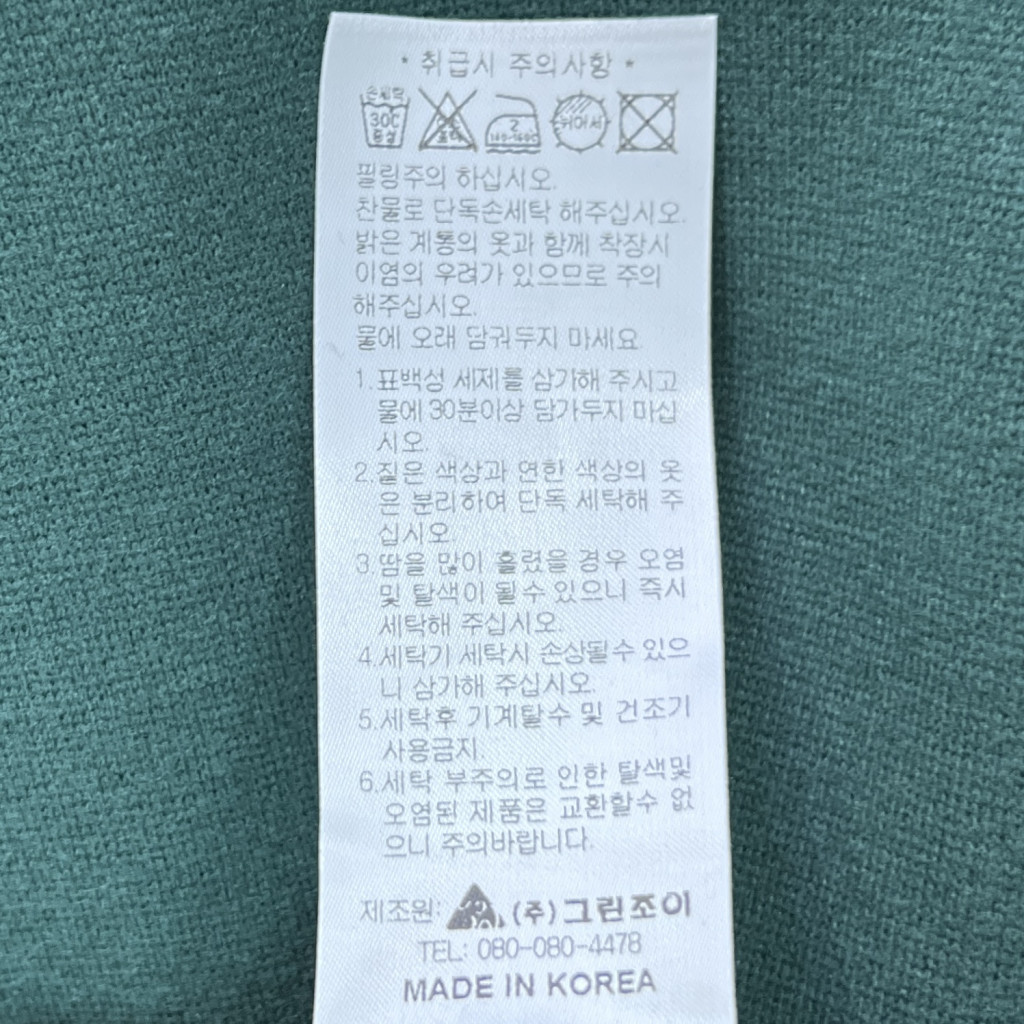 * 취급시 주의사항 *
손세탁
30C
중성
2
140-160C
뉘어서
필링주의 하십시오.
찬물로 단독손세탁 해주십시오.
밝은 계통의 옷과 함께 착장시
이염의 우려가 있으므로 주의
해주십시오.
물에 오래 담궈두지 마세요
1.표백성 세제를 삼가해 주시고
물에 30분이상 담가두지 마십
시오.
2.짙은 색상과 연한 색상의 옷
은 분리하여 단독 세탁해 주
십시오.
3.땀을 많이 흘렸을 경우 오염
및 탈색이 될수 있으니 즉시
세탁해 주십시오.
4.세탁기 세탁시 손상될수 있으
니 삼가해 주십시오.
5.세탁후 기계탈수 및 건조기
사용금지.
6.세탁 부주의로 인한 탈색및
오염된 제품은 교환할수 없
으니 주의바랍니다.
제조원: (주)그린조이
TEL: 080-080-4478
MADE IN KOREA